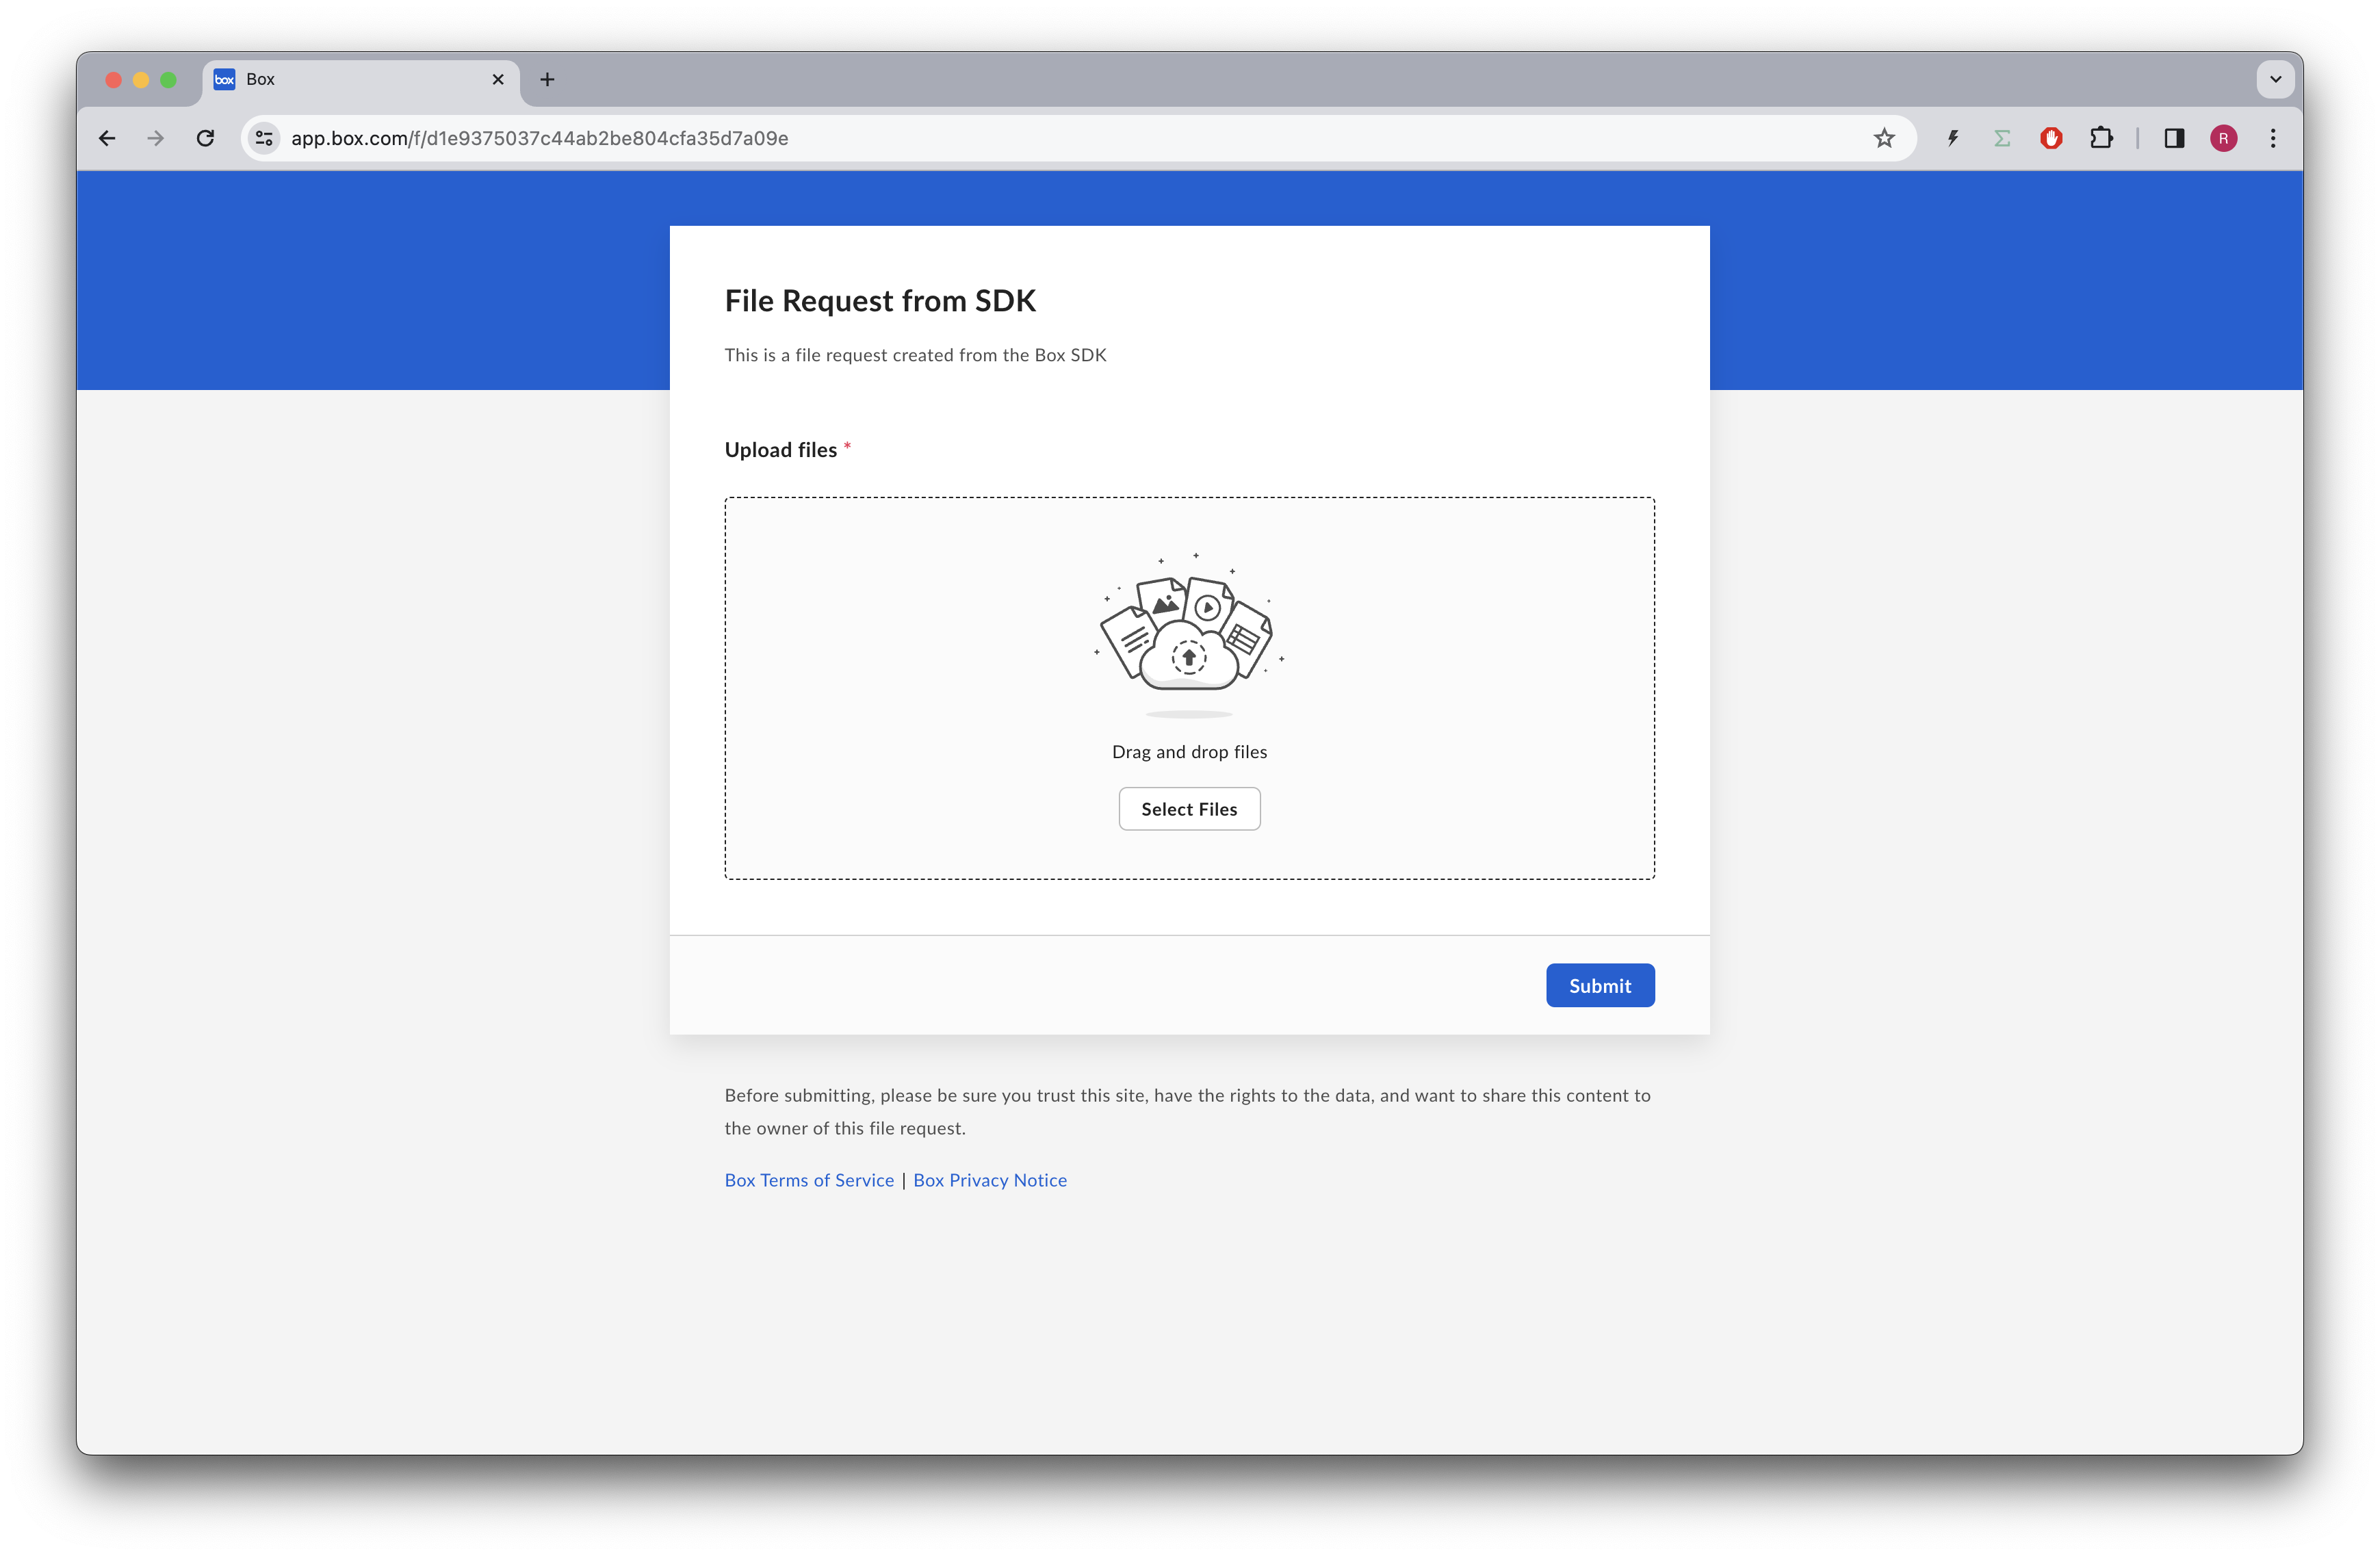 box Box
app.box.com/f/d1e9375037c44ab2be804cfa35d7a09e
R
File Request from SDK
This is a file request created from the Box SDK
Upload files *
Drag and drop files
Select Files
Submit
Before submitting, please be sure you trust this site, have the rights to the data, and want to share this content to
the owner of this file request.
Box Terms of Service | Box Privacy Notice